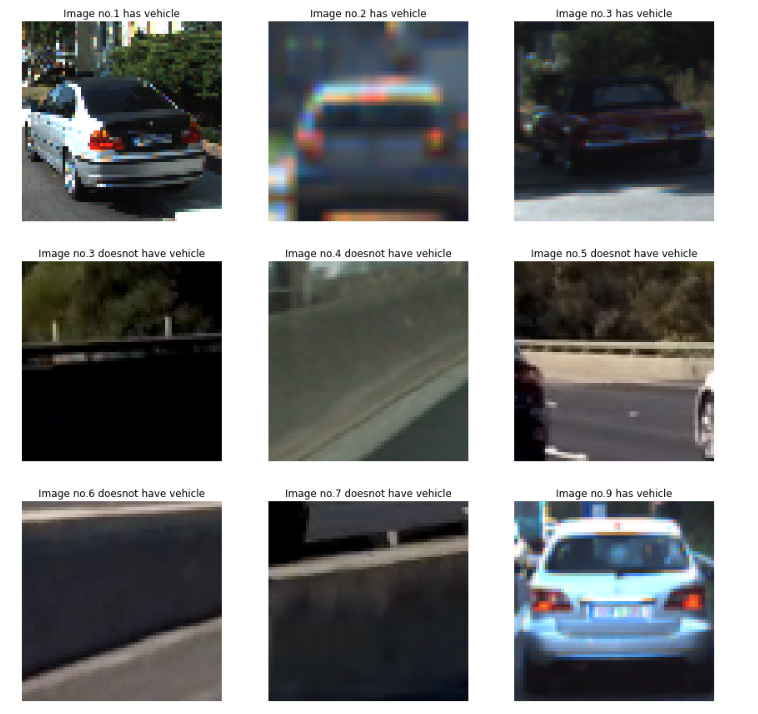 Image no.1 has vehicle
Image no.2 has vehicle
Image no.3 has vehicle
Image no.3 doesnot have vehicle
Image no.4 doesnot have vehicle
Image no.5 doesnot have vehicle
Image no.6 doesnot have vehicle
Image no.7 doesnot have vehicle
Image no.9 has vehicle